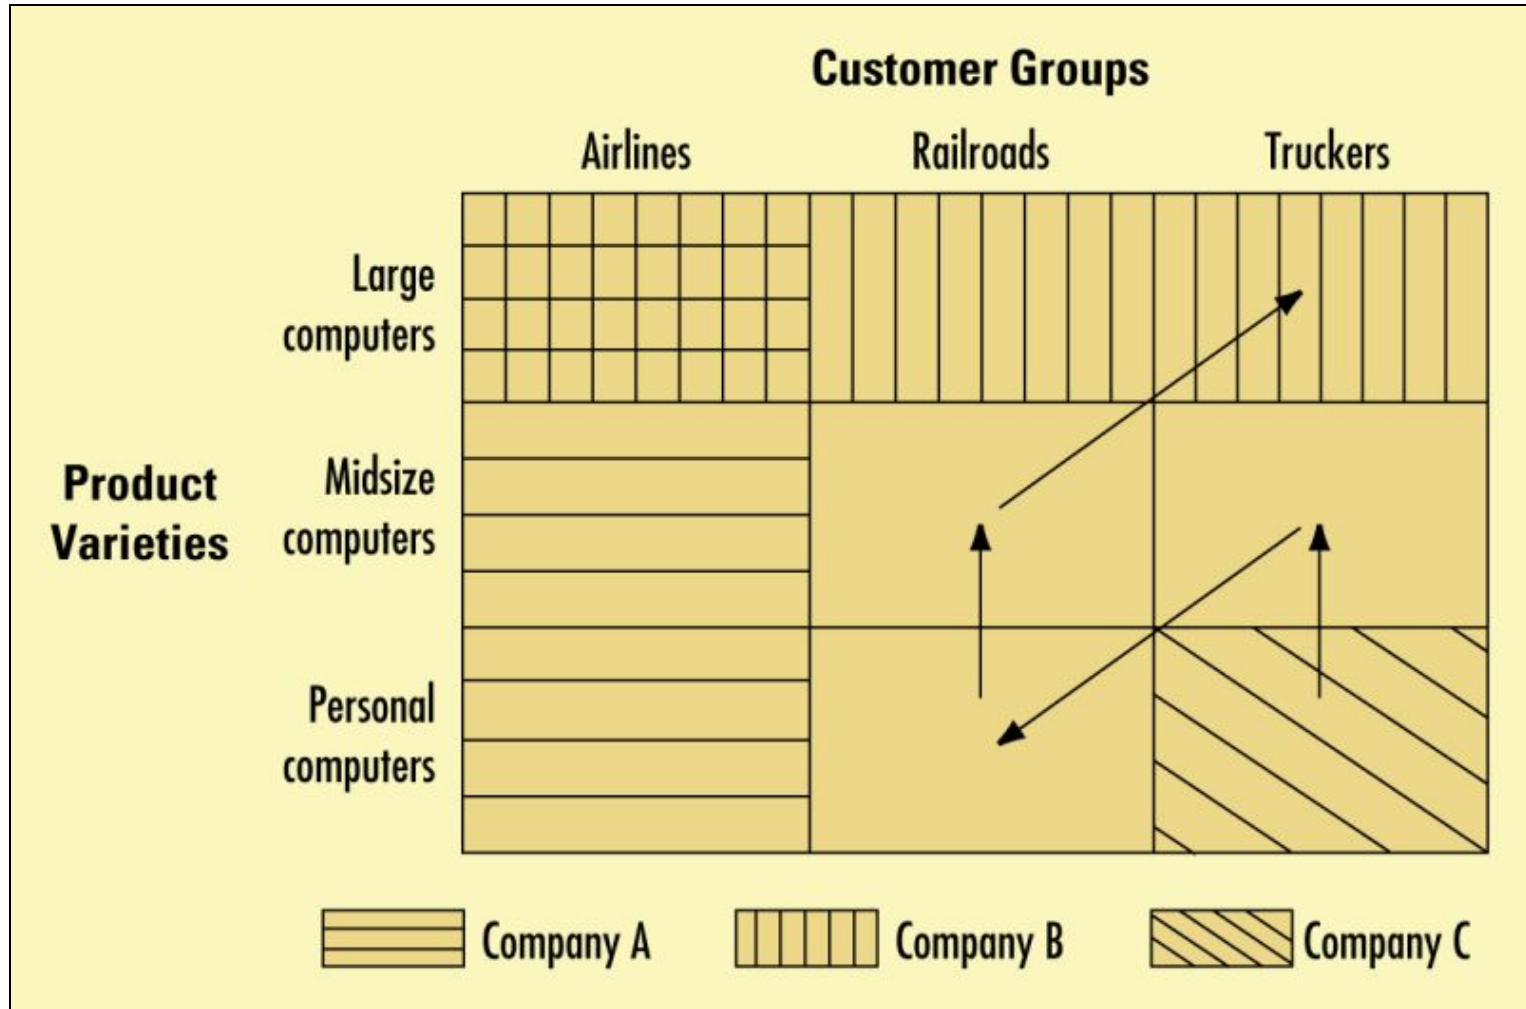 Customer Groups
Airlines Railroads Truckers
Large
computers
Product
Varieties
Midsize
computers
Personal
computers
Company A Company B Company C